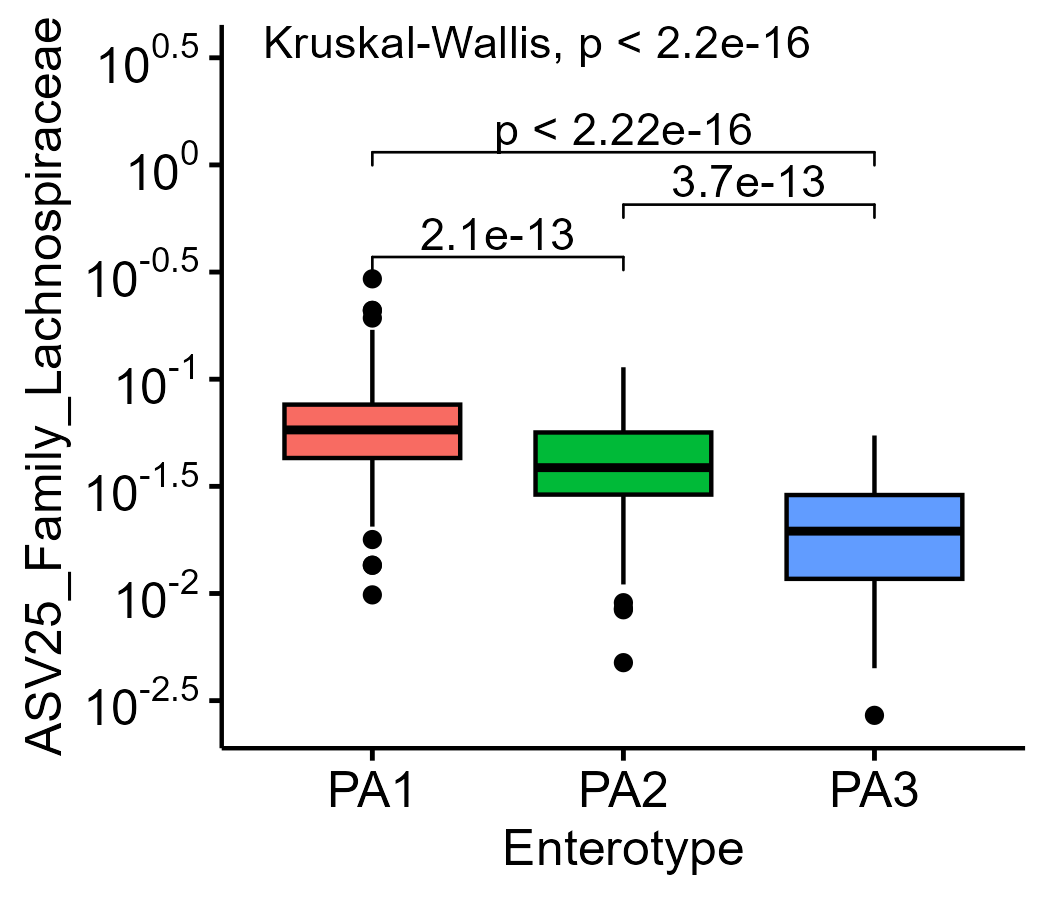 ASV25_Family_Lachnospiraceae
10^0.5
10^0
10^-0.5
10^-1
10^-1.5
10^-2
10^-2.5
Kruskal-Wallis, p < 2.2e-16
p < 2.22e-16
3.7e-13
2.1e-13
PA1 PA2 PA3
Enterotype